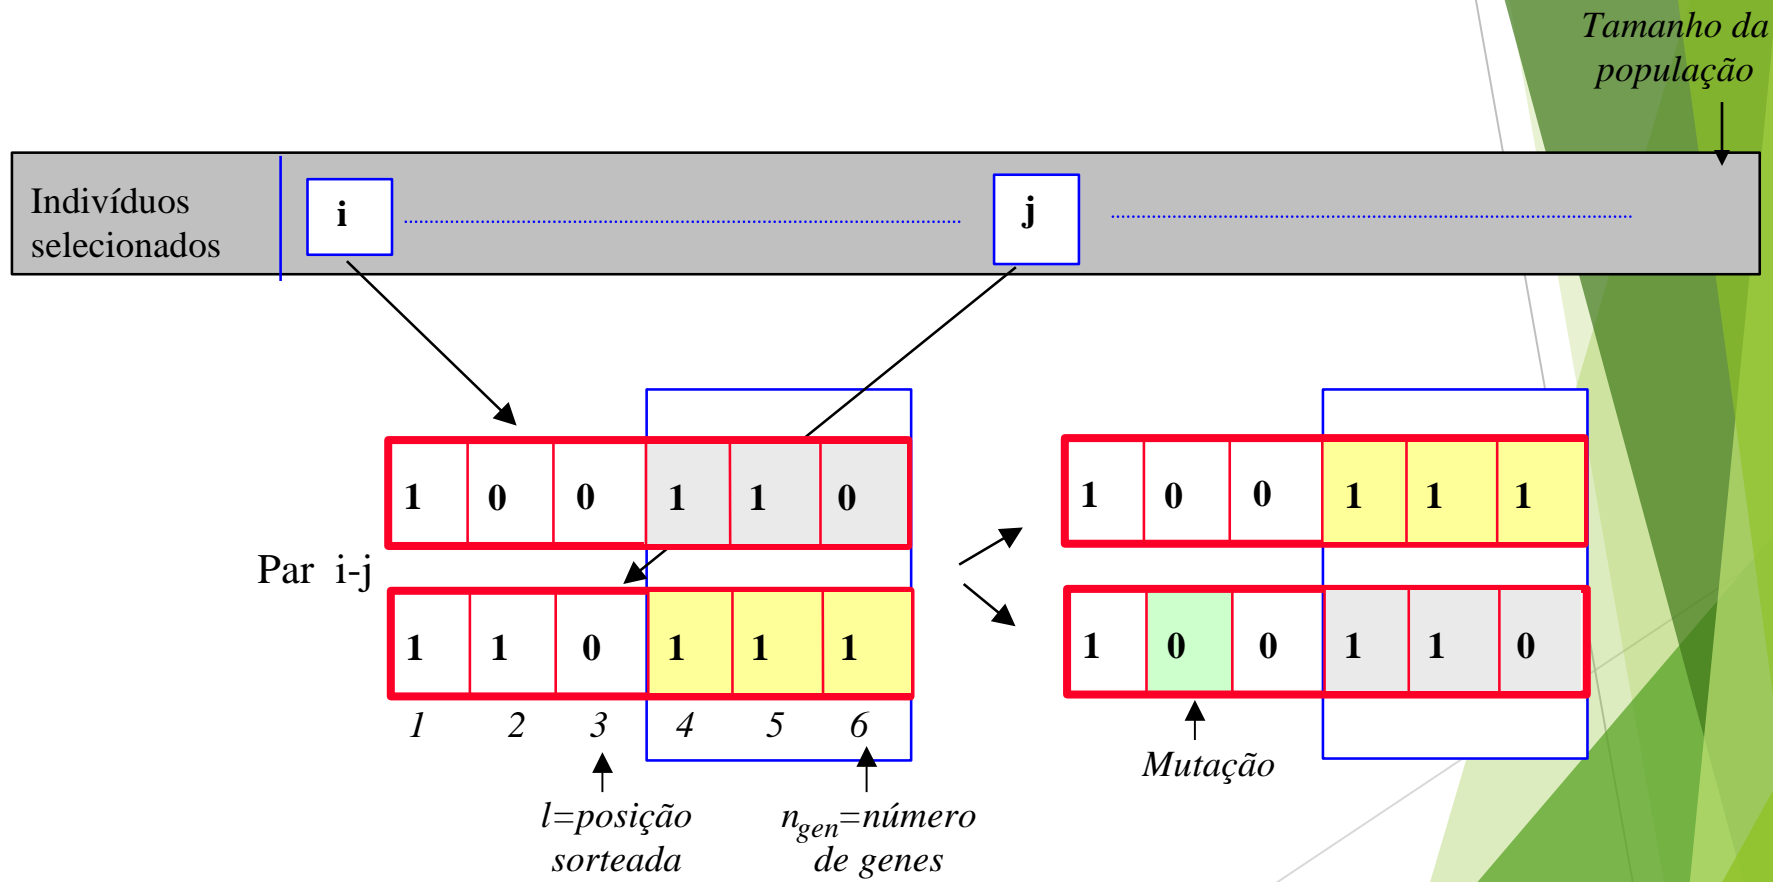 Tamanho da
população
Indivíduos
selecionados
i
j
1 0 0 1 1 0
1 0 0 1 1 1
Par i-j
1 1 0 1 1 1
1 0 0 1 1 0
1 2 3 4 5 6
Mutação
l=posição
sorteada
n_gen=número
de genes